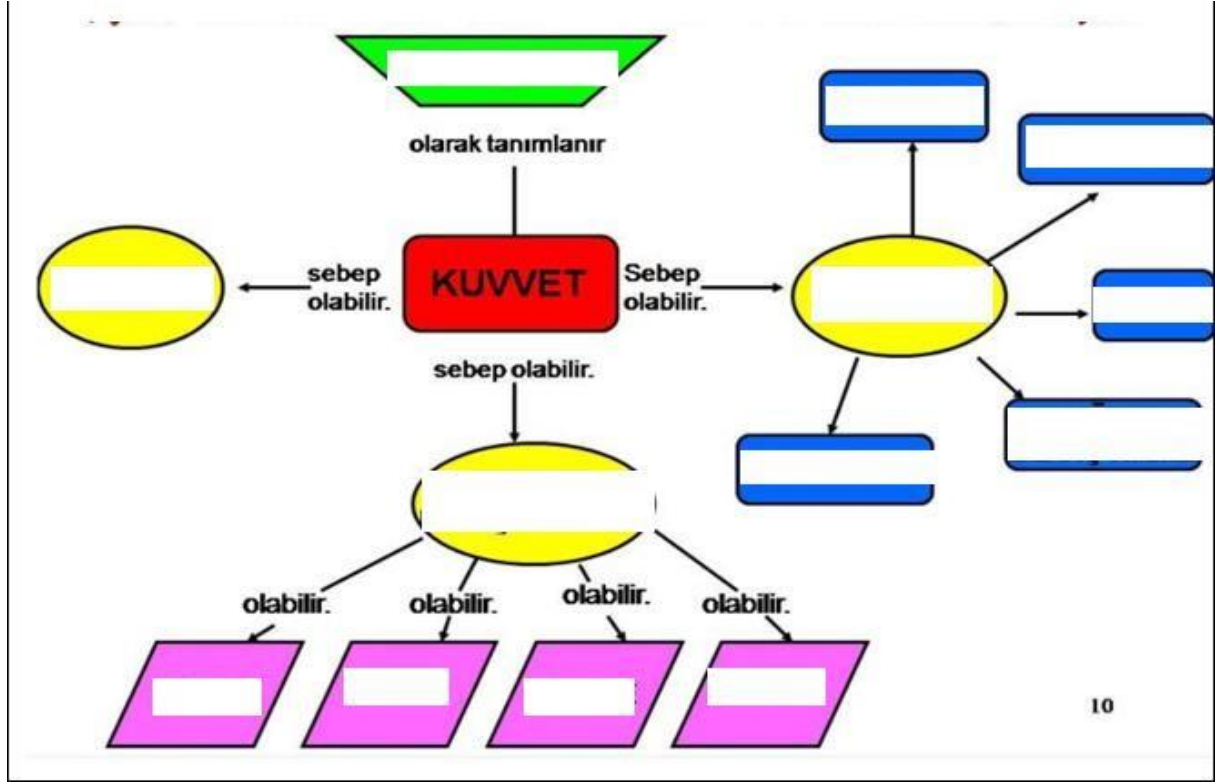 olarak tanımlanır
sebep
olabilir.
KUVVET
Sebep
olabilir.
sebep olabilir.
olabilir.
olabilir.
olabilir.
olabilir.
10